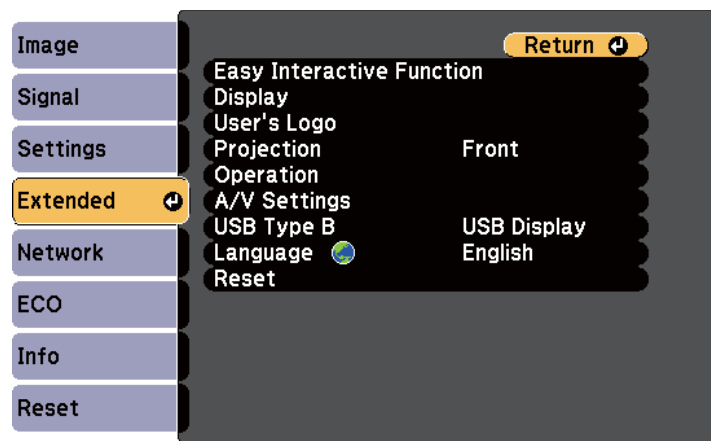 Image
Signal
Settings
Extended
Network
ECO
Info
Reset
Return
Easy Interactive Function
Display
User's Logo
Projection Front
Operation
A/V Settings
USB Type B USB Display
Language English
Reset